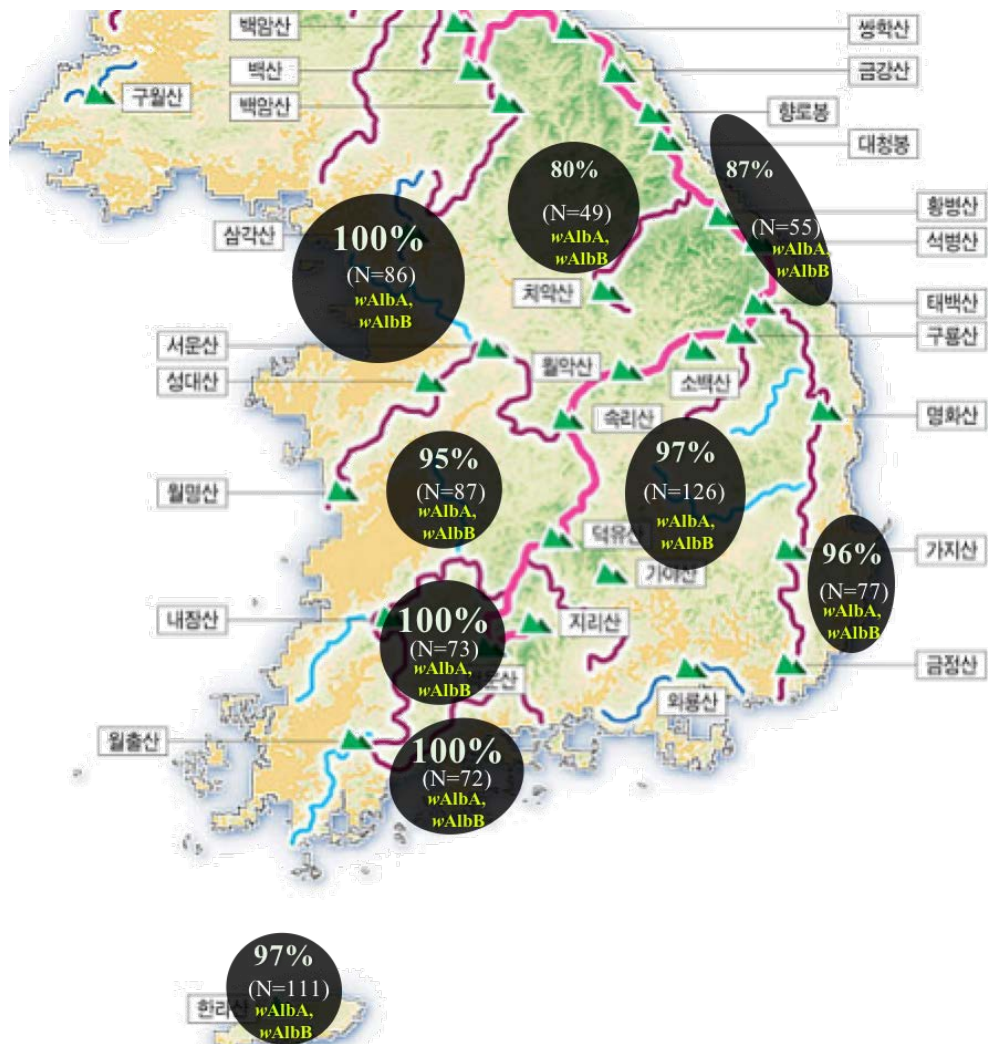 백암산
쌍학산
백산
금강산
구월산
백암산
향로봉
대청봉
80%
(N=49)
wAlbA,
wAlbB
87%
(N=55)
wAlbA,
wAlbB
황병산
석병산
삼각산
100%
(N=86)
wAlbA,
wAlbB
치악산
태백산
구룡산
서운산
월악산
소백산
성대산
속리산
명화산
95%
(N=87)
wAlbA,
wAlbB
97%
(N=126)
wAlbA,
wAlbB
월명산
덕유산
가야산
96%
(N=77)
wAlbA,
wAlbB
가지산
내장산
100%
(N=73)
wAlbA,
wAlbB
지리산
금정산
와룡산
월출산
100%
(N=72)
wAlbA,
wAlbB
97%
(N=111)
wAlbA,
wAlbB
한라산